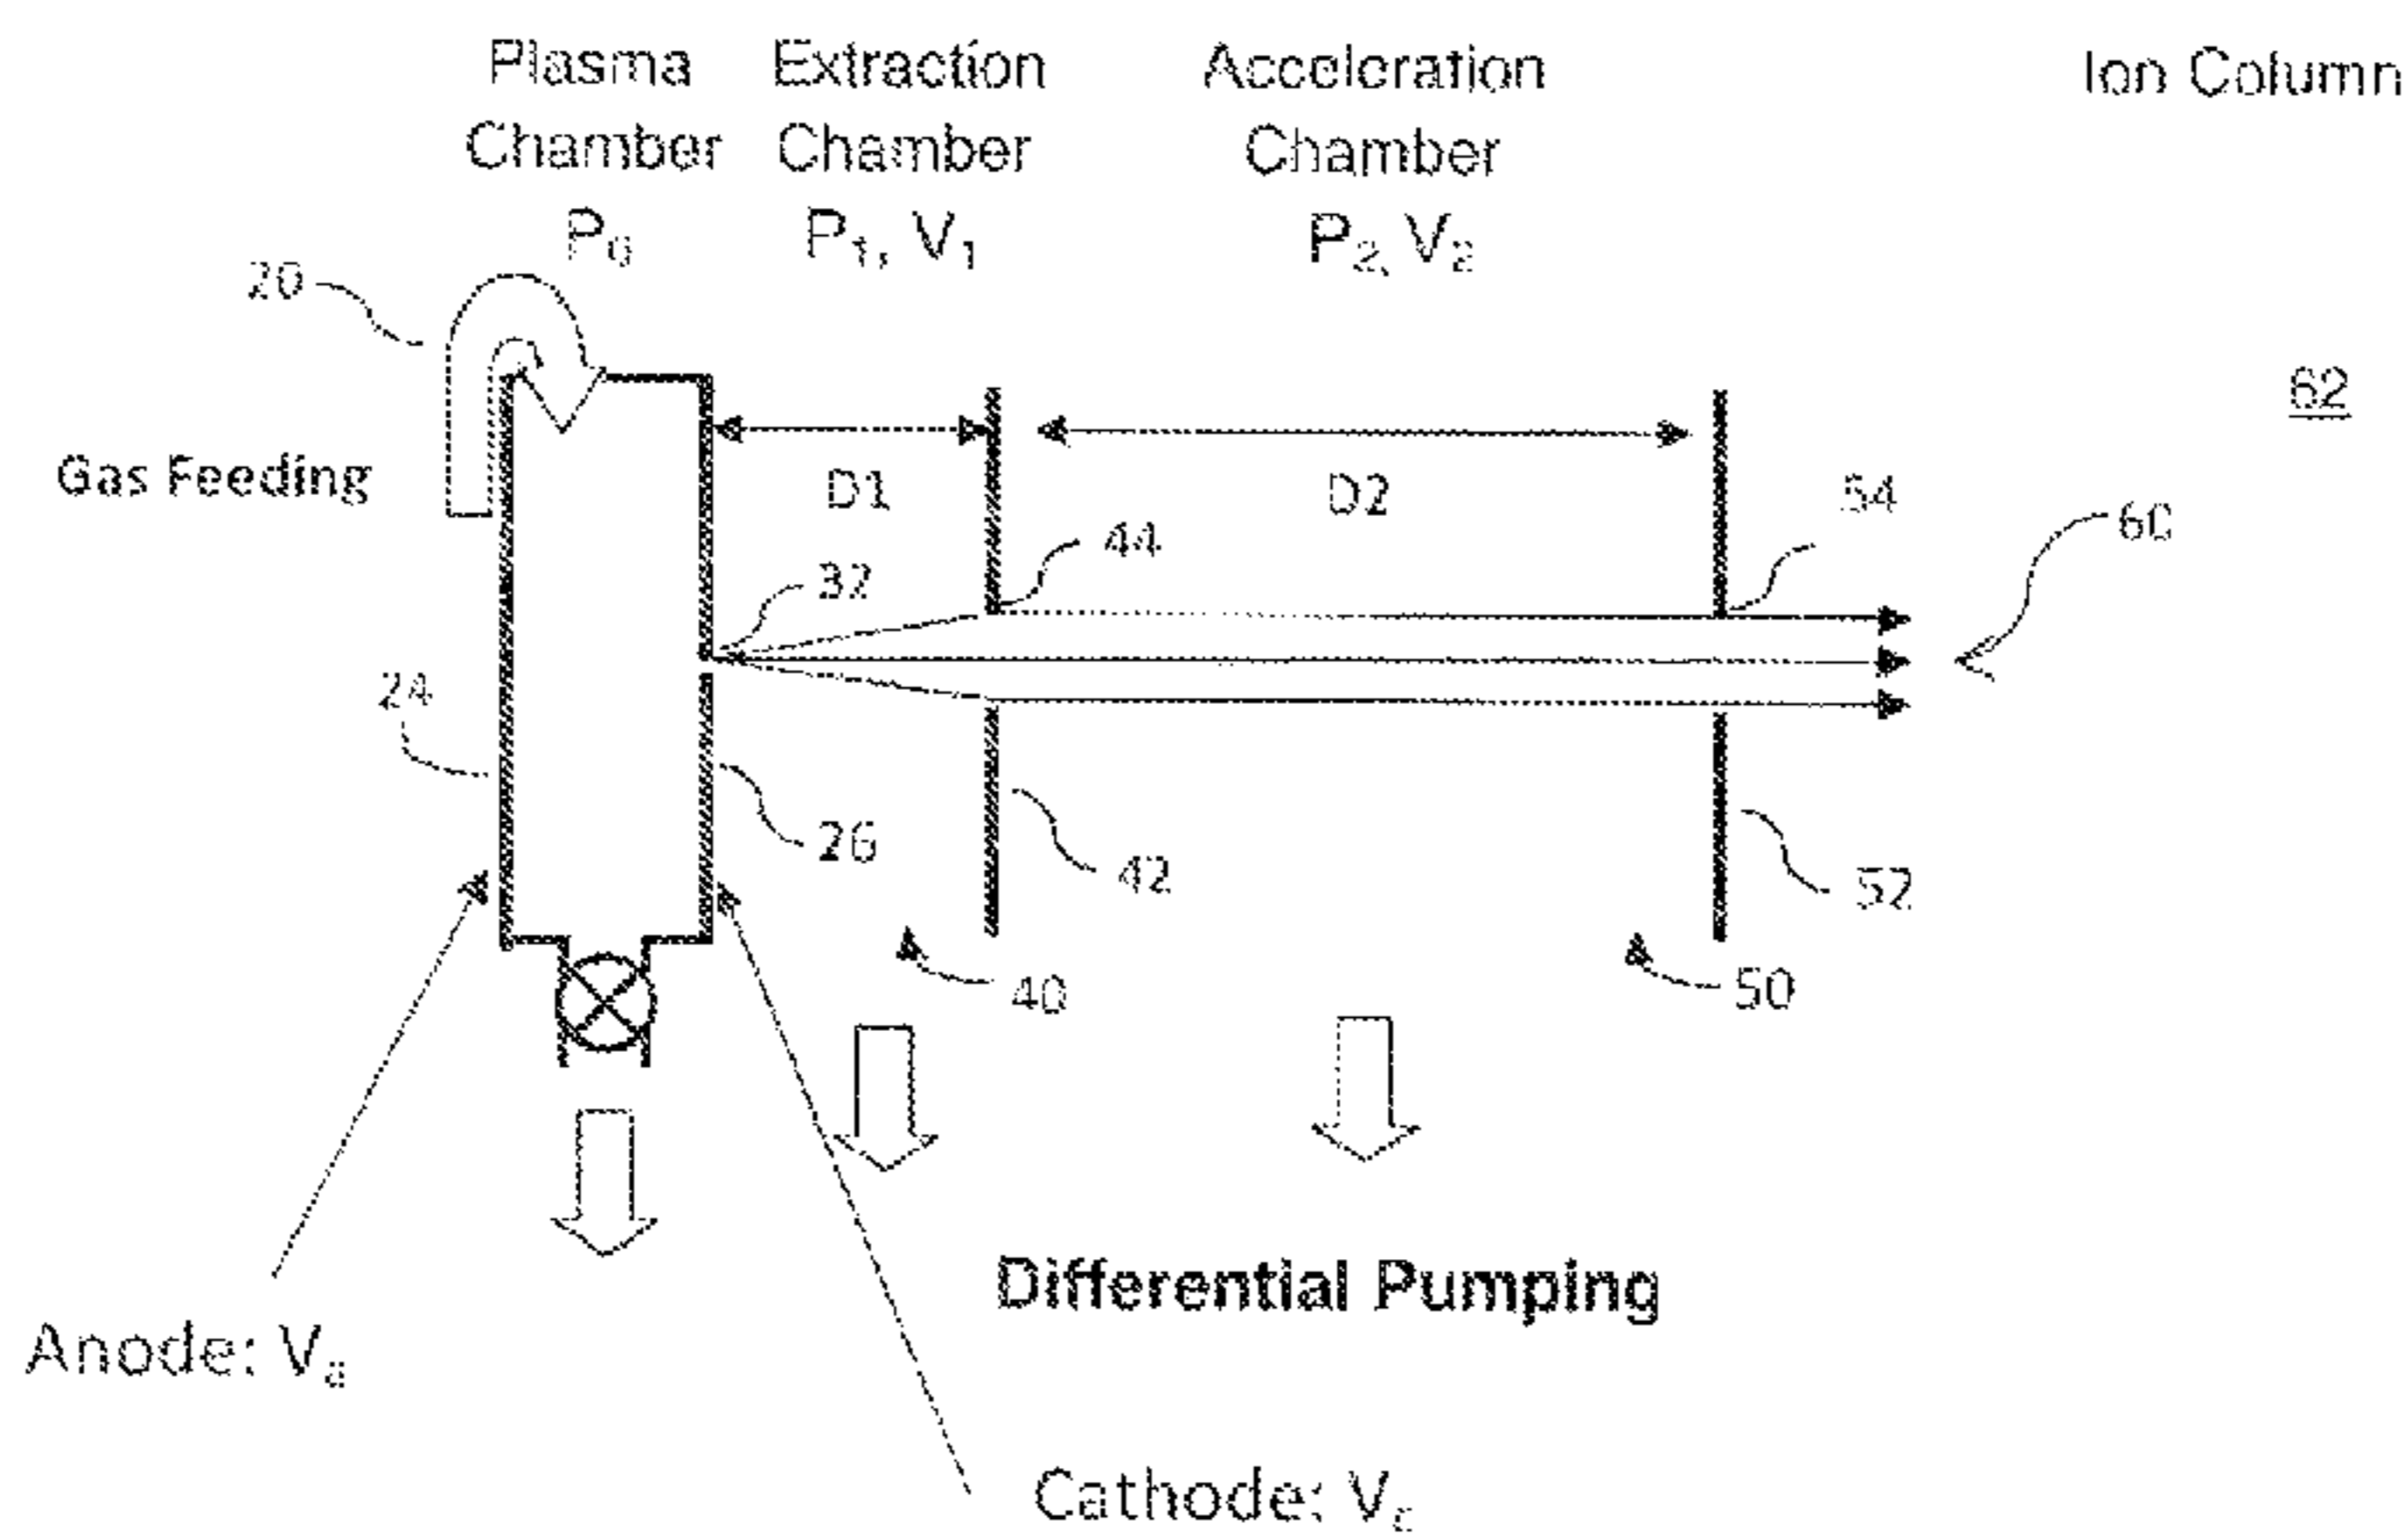 Plasma
Chamber
P₀
Extraction
Chamber
P₁, V₁
Acceleration
Chamber
P₂, V₂
Ion Column
20
62
Gas Feeding
D1
D2
54
44
60
32
24
26
42
52
40
50
Differential Pumping
Anode: Vₐ
Cathode: V꜀